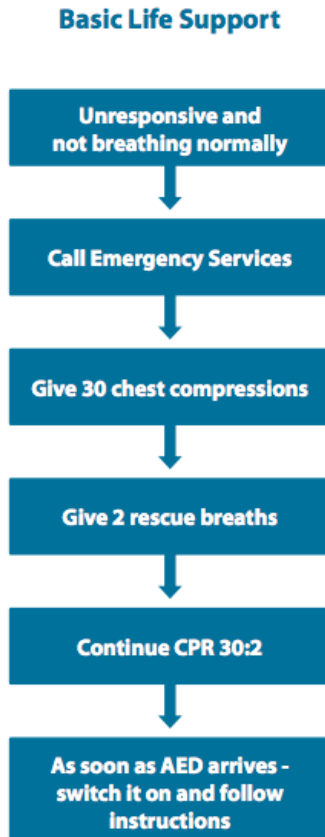 Basic Life Support
Unresponsive and
not breathing normally
Call Emergency Services
Give 30 chest compressions
Give 2 rescue breaths
Continue CPR 30:2
As soon as AED arrives -
switch it on and follow
instructions